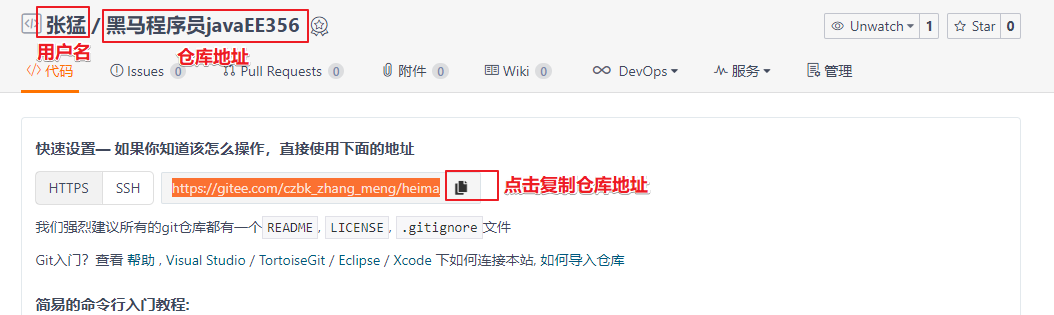 张猛 / 黑马程序员javaEE356
Unwatch 1 Star 0
用户名 仓库地址
代码 Issues 0 Pull Requests 0 附件 0 Wiki 0 DevOps 服务 管理
快速设置— 如果你知道该怎么操作，直接使用下面的地址
HTTPS SSH https://gitee.com/czbk_zhang_meng/heima 点击复制仓库地址
我们强烈建议所有的git仓库都有一个 README , LICENSE , .gitignore 文件
Git入门？查看 帮助 , Visual Studio / TortoiseGit / Eclipse / Xcode 下如何连接本站, 如何导入仓库
简易的命令行入门教程: